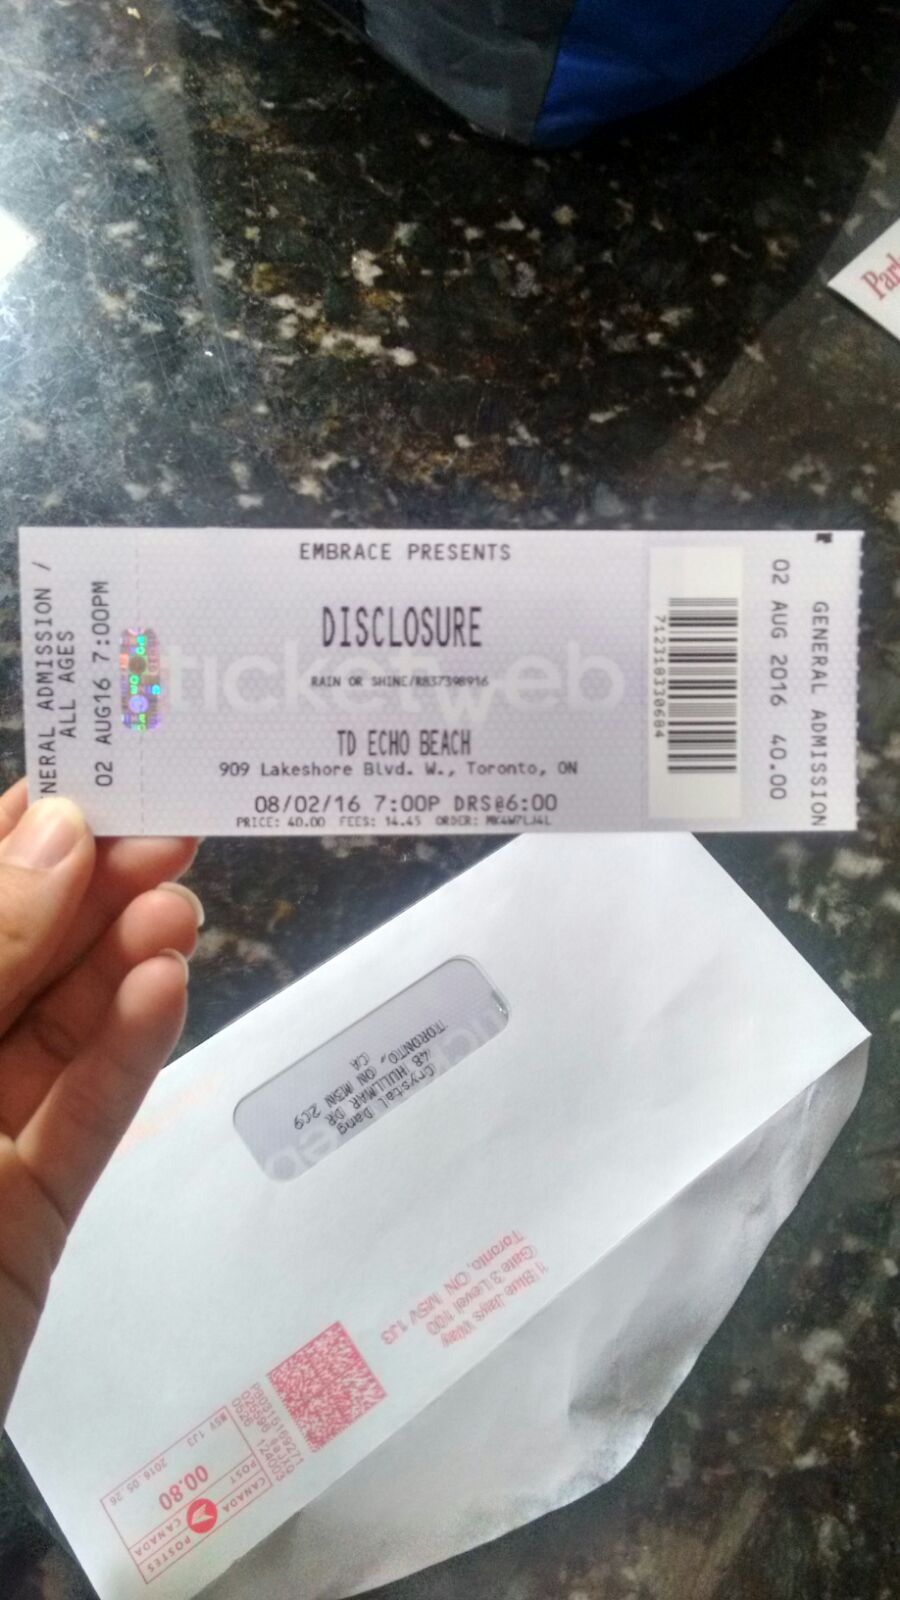 NERAL ADMISSION /
ALL AGES
02 AUG16 7:00PM
EMBRACE PRESENTS
DISCLOSURE
ticketweb
RAIN OR SHINE/R837398916
TD ECHO BEACH
909 Lakeshore Blvd. W., Toronto, ON
08/02/16 7:00P DRS@6:00
PRICE: 40.00 FEES: 14.45 ORDER: MK4W7LJ4L
712318330684
02 AUG 2016 40.00
GENERAL ADMISSION
Park
Crystal Dang
48 HULLMAR DR
TORONTO, ON M3N 2C9
CA
1 Blue Jays Way
Gate 3 Level 100
Toronto, ON M5V 1J3
2016.05.26
M5V 1J3
00.80
CANADA
POST
POSTES
CANADA